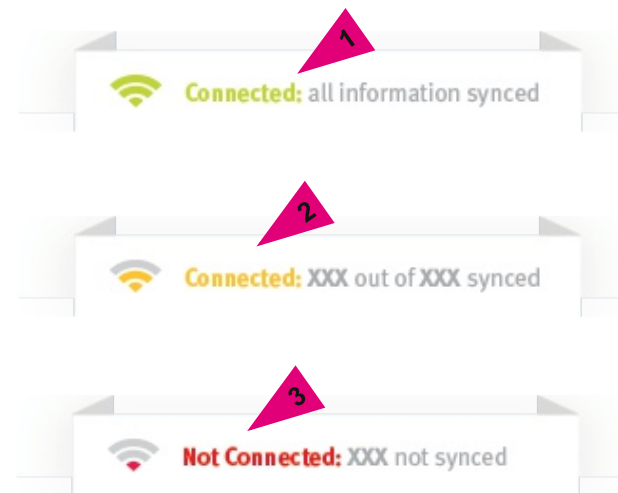 1
Connected: all information synced
2
Connected: XXX out of XXX synced
3
Not Connected: XXX not synced